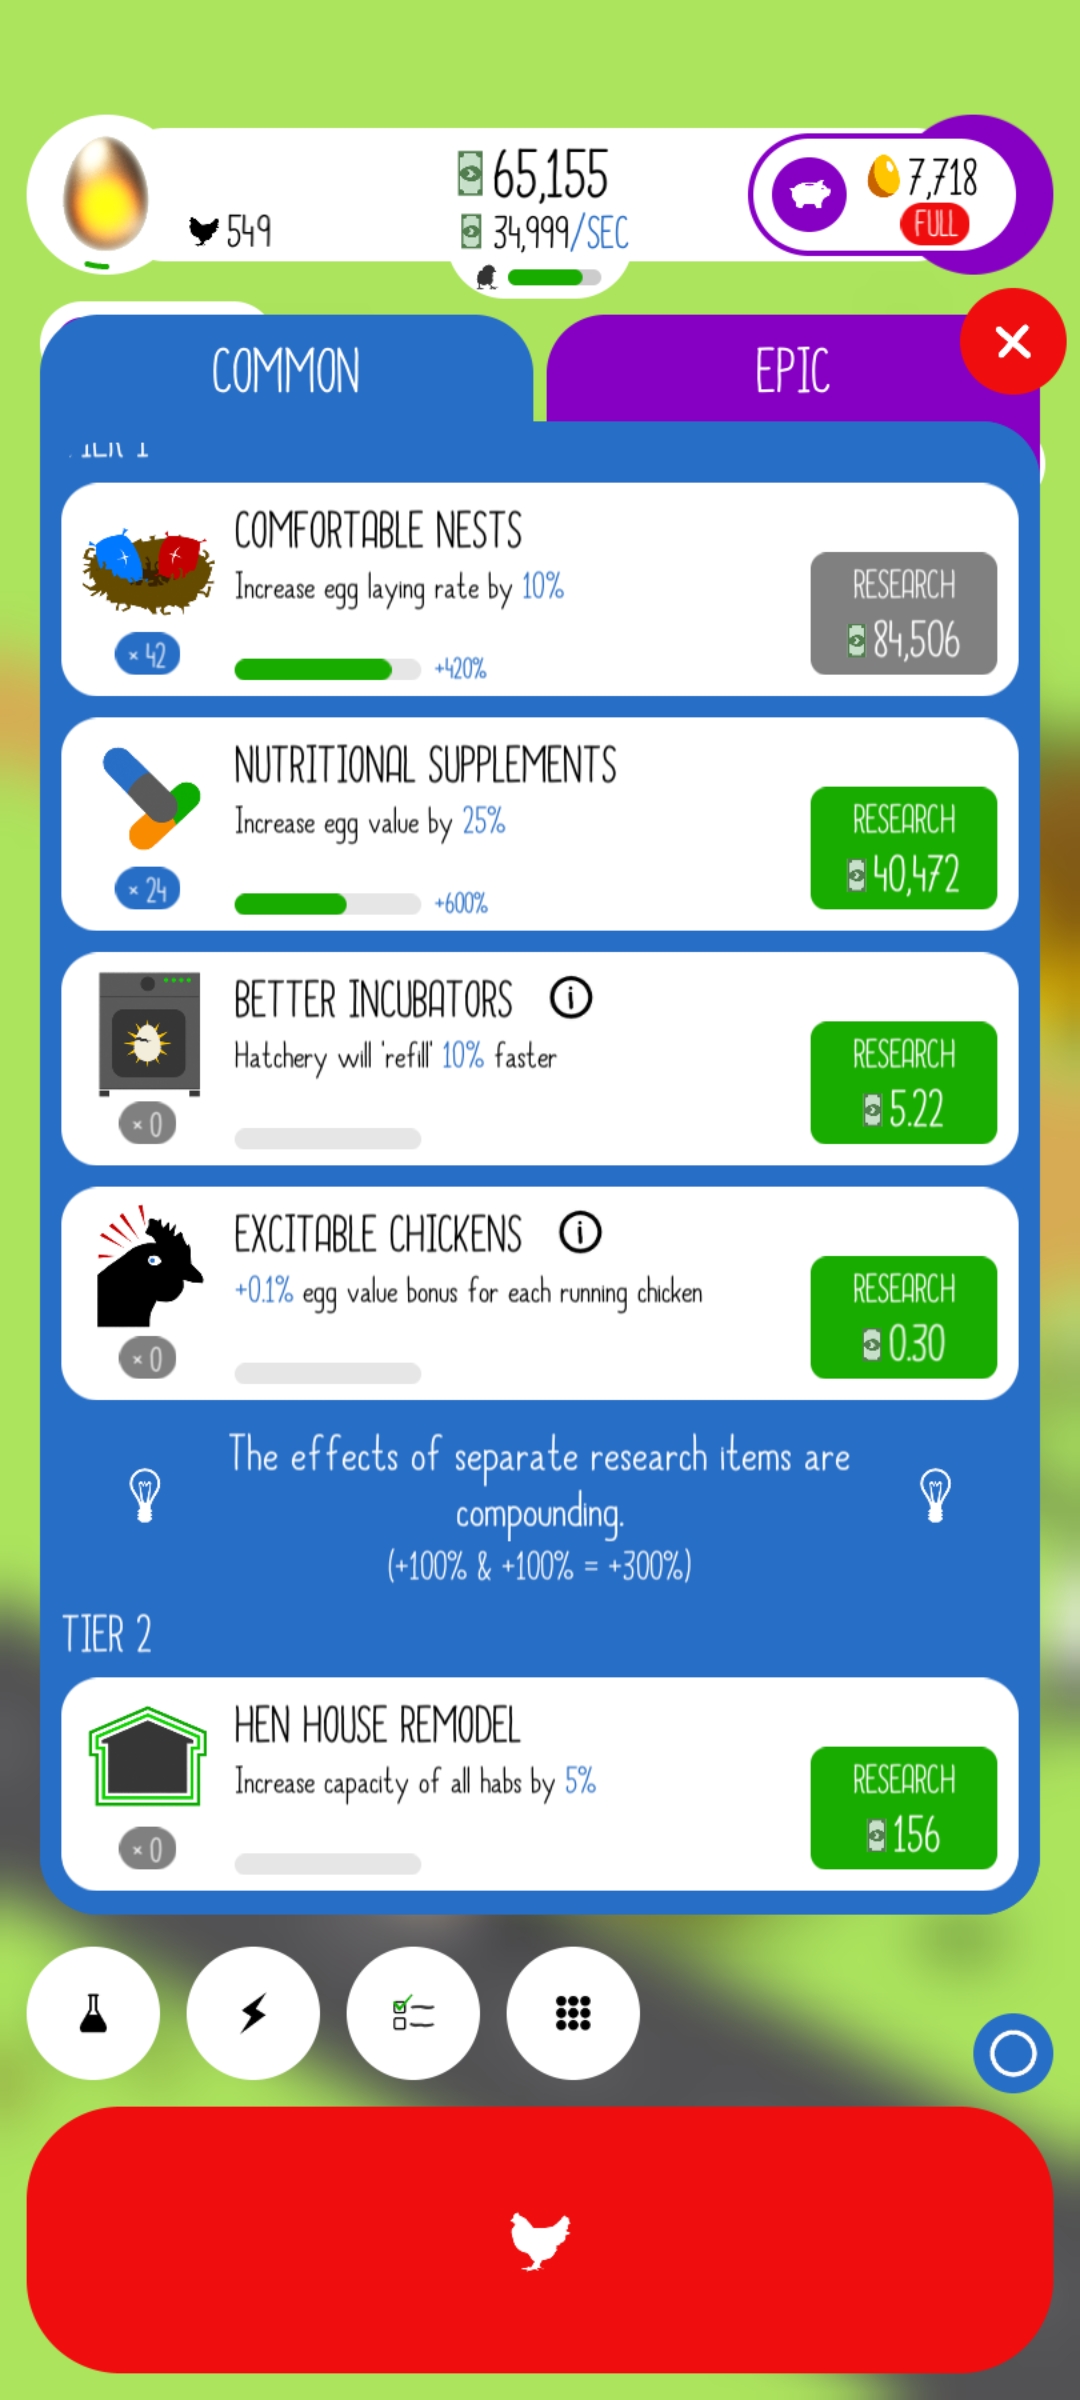 65,155
549
34,999/SEC
7,718
FULL
COMMON
EPIC
TIER 1
COMFORTABLE NESTS
Increase egg laying rate by 10%
× 42
+420%
RESEARCH
84,506
NUTRITIONAL SUPPLEMENTS
Increase egg value by 25%
× 24
+600%
RESEARCH
40,472
BETTER INCUBATORS
Hatchery will 'refill' 10% faster
× 0
RESEARCH
5.22
EXCITABLE CHICKENS
+0.1% egg value bonus for each running chicken
× 0
RESEARCH
0.30
The effects of separate research items are
compounding.
(+100% & +100% = +300%)
TIER 2
HEN HOUSE REMODEL
Increase capacity of all habs by 5%
× 0
RESEARCH
156